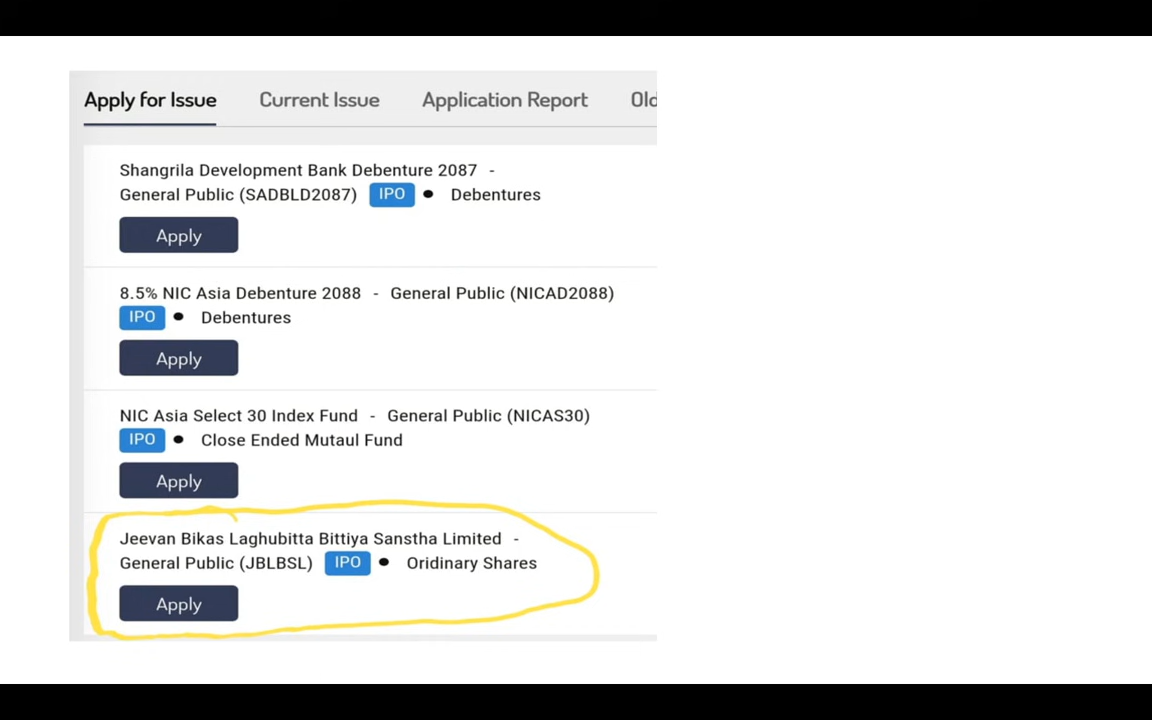 Apply for Issue Current Issue Application Report Old
Shangrila Development Bank Debenture 2087 -
General Public (SADBLD2087) IPO • Debentures
Apply
8.5% NIC Asia Debenture 2088 - General Public (NICAD2088)
IPO • Debentures
Apply
NIC Asia Select 30 Index Fund - General Public (NICAS30)
IPO • Close Ended Mutaul Fund
Apply
Jeevan Bikas Laghubitta Bittiya Sanstha Limited -
General Public (JBLBSL) IPO • Oridinary Shares
Apply